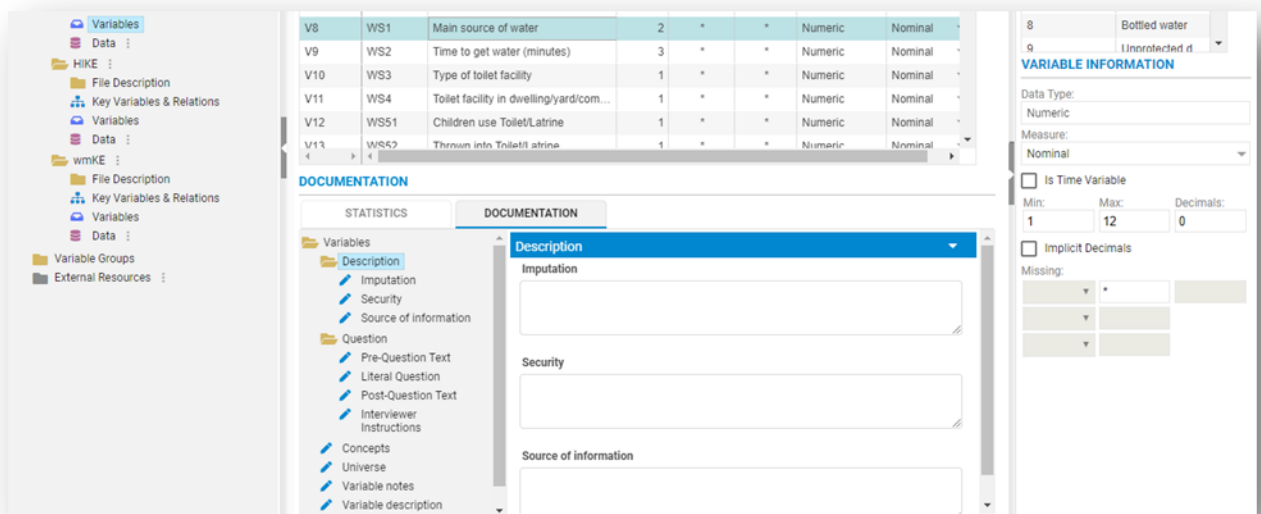 Variables
Data
HIKE
File Description
Key Variables & Relations
Variables
Data
wmKE
File Description
Key Variables & Relations
Variables
Data
Variable Groups
External Resources
V8 WS1 Main source of water 2 * * Numeric Nominal
V9 WS2 Time to get water (minutes) 3 * * Numeric Nominal
V10 WS3 Type of toilet facility 1 * * Numeric Nominal
V11 WS4 Toilet facility in dwelling/yard/com... 1 * * Numeric Nominal
V12 WS51 Children use Toilet/Latrine 1 * * Numeric Nominal
V13 WS52 Thrown into Toilet/Latrine 1 * * Numeric Nominal
DOCUMENTATION
STATISTICS DOCUMENTATION
Variables
Description
Imputation
Security
Source of information
Question
Pre-Question Text
Literal Question
Post-Question Text
Interviewer
Instructions
Concepts
Universe
Variable notes
Variable description
Description
Imputation
Security
Source of information
8 Bottled water
9 Unprotected d
VARIABLE INFORMATION
Data Type:
Numeric
Measure:
Nominal
Is Time Variable
Min: Max: Decimals:
1 12 0
Implicit Decimals
Missing:
*